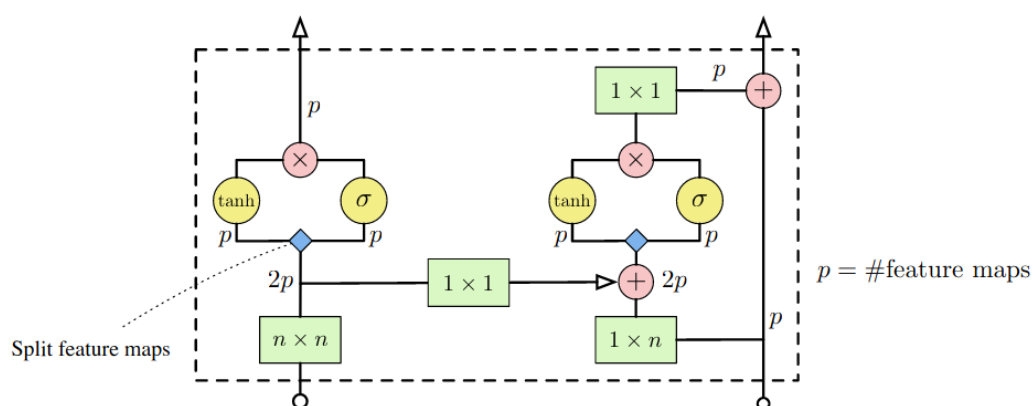 p
p
1 × 1
+
×
×
tanh
σ
tanh
σ
p
p
p
p
2p
1 × 1
+
2p
p = #feature maps
p
Split feature maps
n × n
1 × n